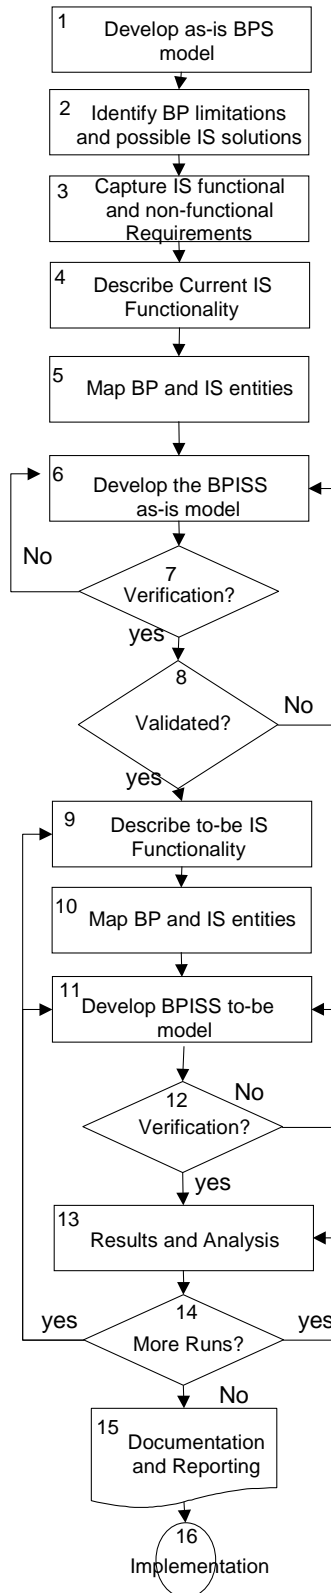 1
Develop as-is BPS
model
2
Identify BP limitations
and possible IS solutions
3
Capture IS functional
and non-functional
Requirements
4
Describe Current IS
Functionality
5
Map BP and IS entities
6
Develop the BPISS
as-is model
No
7
Verification?
yes
8
No
Validated?
yes
9
Describe to-be IS
Functionality
10
Map BP and IS entities
11
Develop BPISS to-be
model
No
12
Verification?
yes
13
Results and Analysis
14
yes
yes
More Runs?
No
15
Documentation
and Reporting
16
Implementation